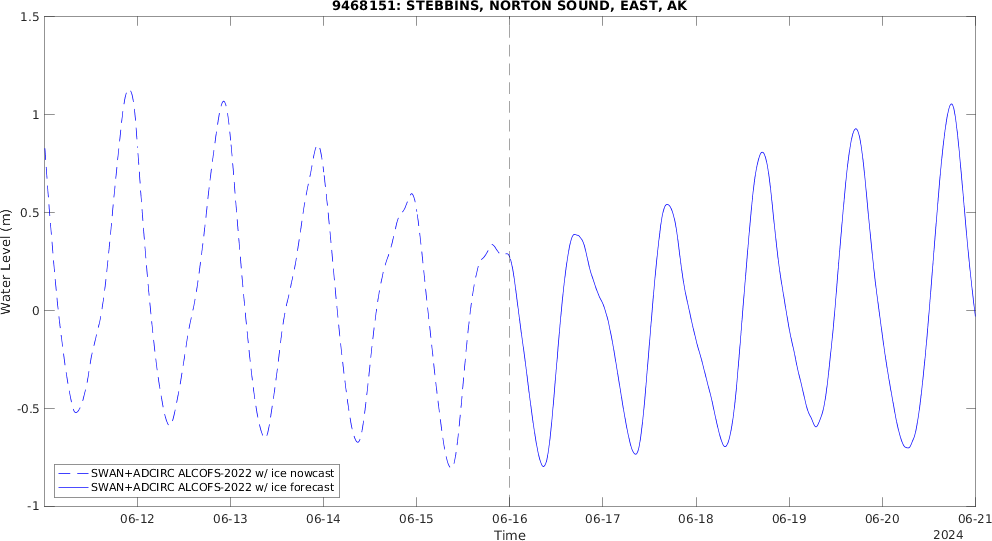 9468151: STEBBINS, NORTON SOUND, EAST, AK
1.5
1
0.5
0
-0.5
-1
Water Level (m)
SWAN+ADCIRC ALCOFS-2022 w/ ice nowcast
SWAN+ADCIRC ALCOFS-2022 w/ ice forecast
06-12 06-13 06-14 06-15 06-16 06-17 06-18 06-19 06-20 06-21
Time
2024